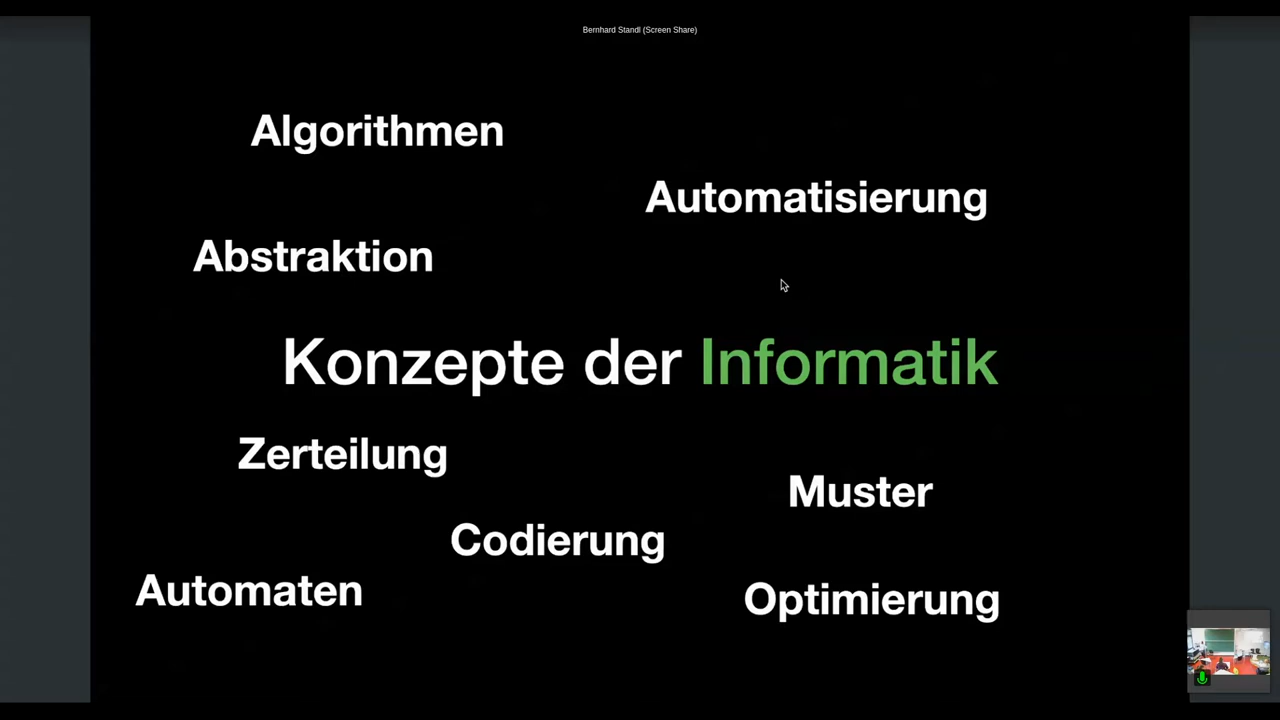 Bernhard Standl (Screen Share)
Algorithmen
Automatisierung
Abstraktion
Konzepte der Informatik
Zerteilung
Muster
Codierung
Automaten
Optimierung